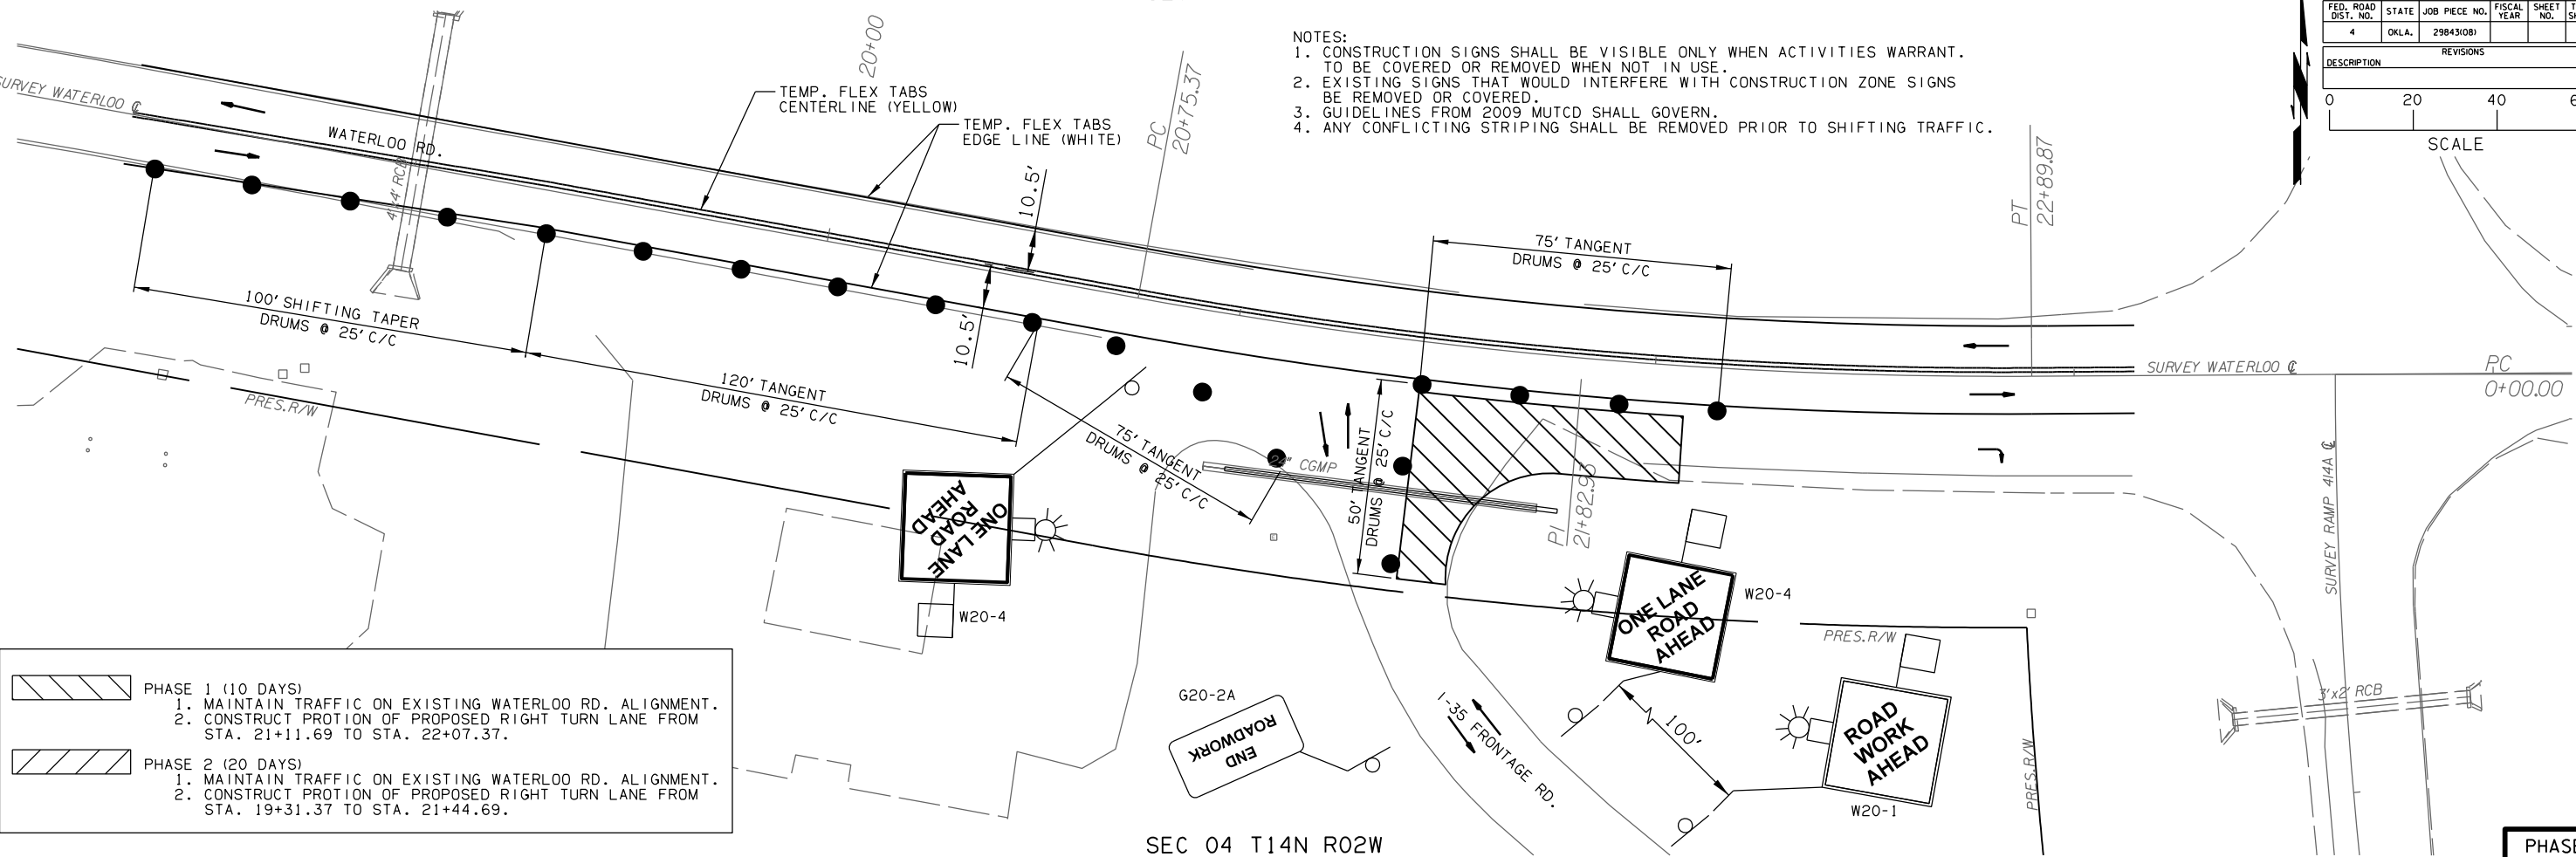 FED. ROAD DIST. NO.
STATE
JOB PIECE NO.
FISCAL YEAR
SHEET NO.
4
OKLA.
29843(08)
REVISIONS
DESCRIPTION
0 20 40
SCALE
NOTES:
1. CONSTRUCTION SIGNS SHALL BE VISIBLE ONLY WHEN ACTIVITIES WARRANT.
TO BE COVERED OR REMOVED WHEN NOT IN USE.
2. EXISTING SIGNS THAT WOULD INTERFERE WITH CONSTRUCTION ZONE SIGNS
BE REMOVED OR COVERED.
3. GUIDELINES FROM 2009 MUTCD SHALL GOVERN.
4. ANY CONFLICTING STRIPING SHALL BE REMOVED PRIOR TO SHIFTING TRAFFIC.
SURVEY WATERLOO ℄
WATERLOO RD.
4'x4' RCB
20+00
TEMP. FLEX TABS
CENTERLINE (YELLOW)
TEMP. FLEX TABS
EDGE LINE (WHITE)
PC
20+75.37
10.5'
10.5'
75' TANGENT
DRUMS @ 25' C/C
PT
22+89.87
100' SHIFTING TAPER
DRUMS @ 25' C/C
120' TANGENT
DRUMS @ 25' C/C
75' TANGENT
DRUMS @ 25' C/C
50' TANGENT
DRUMS @ 25' C/C
SURVEY WATERLOO ℄
PC
0+00.00
PRES.R/W
24" CGMP
PI
21+82.93
SURVEY RAMP 414A ℄
ONE LANE
ROAD
AHEAD
W20-4
ONE LANE
ROAD
AHEAD
W20-4
PRES.R/W
G20-2A
END
ROADWORK
I-35 FRONTAGE RD.
100'
ROAD
WORK
AHEAD
W20-1
PRES.R/W
3'x2' RCB
PHASE 1 (10 DAYS)
1. MAINTAIN TRAFFIC ON EXISTING WATERLOO RD. ALIGNMENT.
2. CONSTRUCT PROTION OF PROPOSED RIGHT TURN LANE FROM
STA. 21+11.69 TO STA. 22+07.37.
PHASE 2 (20 DAYS)
1. MAINTAIN TRAFFIC ON EXISTING WATERLOO RD. ALIGNMENT.
2. CONSTRUCT PROTION OF PROPOSED RIGHT TURN LANE FROM
STA. 19+31.37 TO STA. 21+44.69.
SEC 04 T14N R02W
PHASE